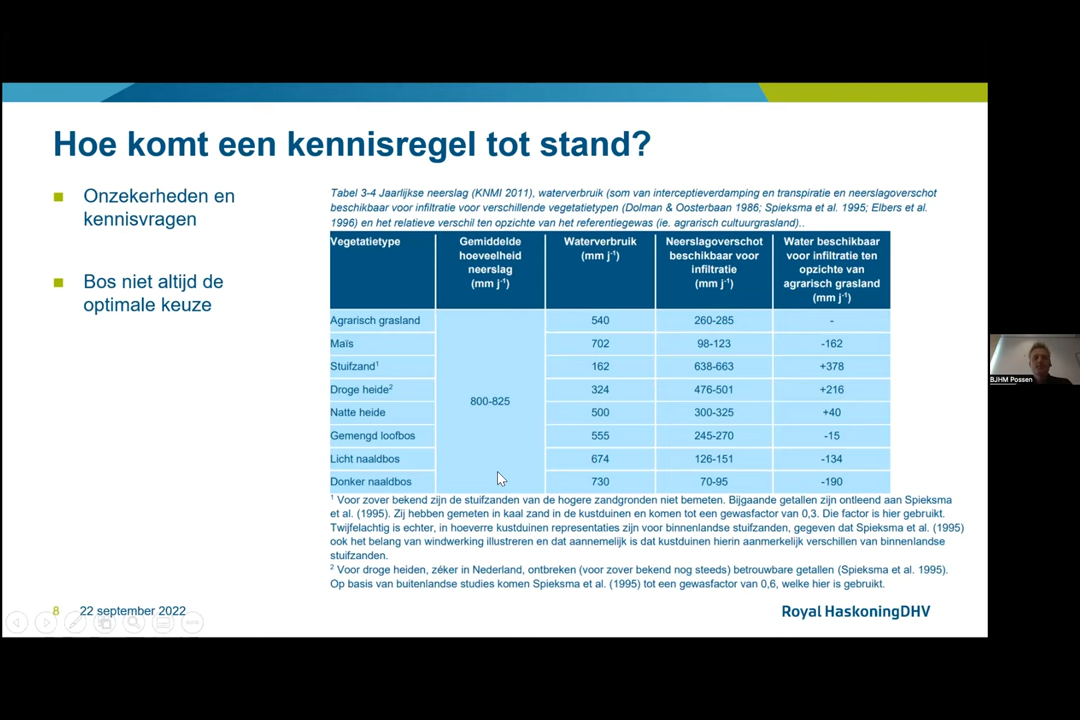 Hoe komt een kennisregel tot stand?
Onzekerheden en
kennisvragen
Bos niet altijd de
optimale keuze
Tabel 3-4 Jaarlijkse neerslag (KNMI 2011), waterverbruik (som van interceptieverdamping en transpiratie en neerslagoverschot
beschikbaar voor infiltratie voor verschillende vegetatietypen (Dolman & Oosterbaan 1986; Spieksma et al. 1995; Elbers et al.
1996) en het relatieve verschil ten opzichte van het referentiegewas (ie. agrarisch cultuurgrasland)..
Vegetatietype
Gemiddelde
hoeveelheid
neerslag
(mm j-1)
Waterverbruik
(mm j-1)
Neerslagoverschot
beschikbaar voor
infiltratie
(mm j-1)
Water beschikbaar
voor infiltratie ten
opzichte van
agrarisch grasland
(mm j-1)
Agrarisch grasland 540 260-285 -
Maïs 702 98-123 -162
Stuifzand1 162 638-663 +378
Droge heide2 324 476-501 +216
800-825
Natte heide 500 300-325 +40
Gemengd loofbos 555 245-270 -15
Licht naaldbos 674 126-151 -134
Donker naaldbos 730 70-95 -190
1 Voor zover bekend zijn de stuifzanden van de hogere zandgronden niet bemeten. Bijgaande getallen zijn ontleend aan Spieksma
et al. (1995). Zij hebben gemeten in kaal zand in de kustduinen en komen tot een gewasfactor van 0,3. Die factor is hier gebruikt.
Twijfelachtig is echter, in hoeverre kustduinen representaties zijn voor binnenlandse stuifzanden, gegeven dat Spieksma et al. (1995)
ook het belang van windwerking illustreren en dat aannemelijk is dat kustduinen hierin aanmerkelijk verschillen van binnenlandse
stuifzanden.
2 Voor droge heiden, zéker in Nederland, ontbreken (voor zover bekend nog steeds) betrouwbare getallen (Spieksma et al. 1995).
Op basis van buitenlandse studies komen Spieksma et al. (1995) tot een gewasfactor van 0,6, welke hier is gebruikt.
8 22 september 2022
Royal HaskoningDHV
BJHM Possen